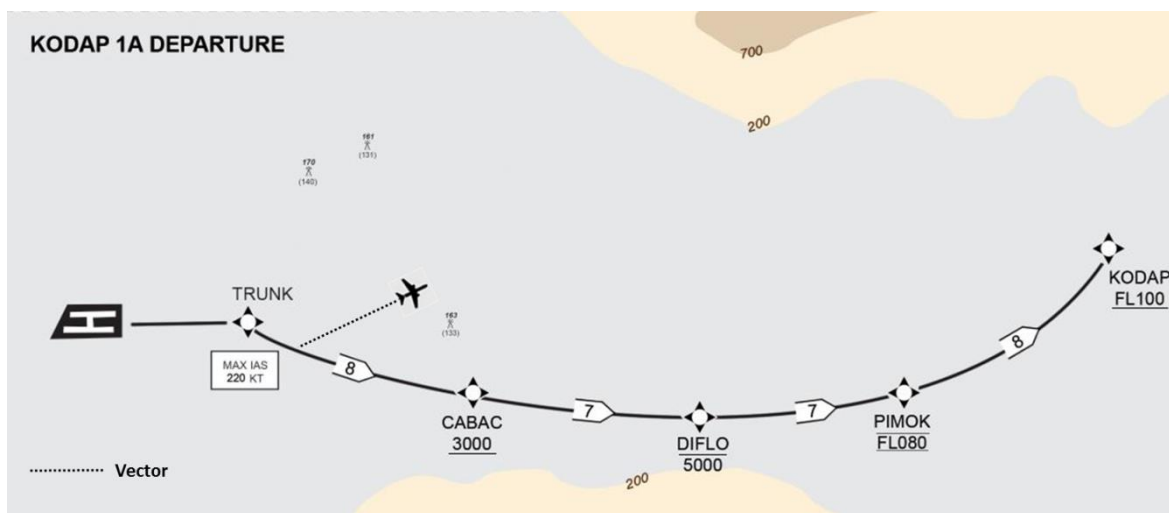 KODAP 1A DEPARTURE
700
200
161
(131)
170
(140)
TRUNK
MAX IAS
220 KT
163
(133)
KODAP
FL100
8
8
CABAC
3000
7
DIFLO
5000
7
PIMOK
FL080
200
Vector